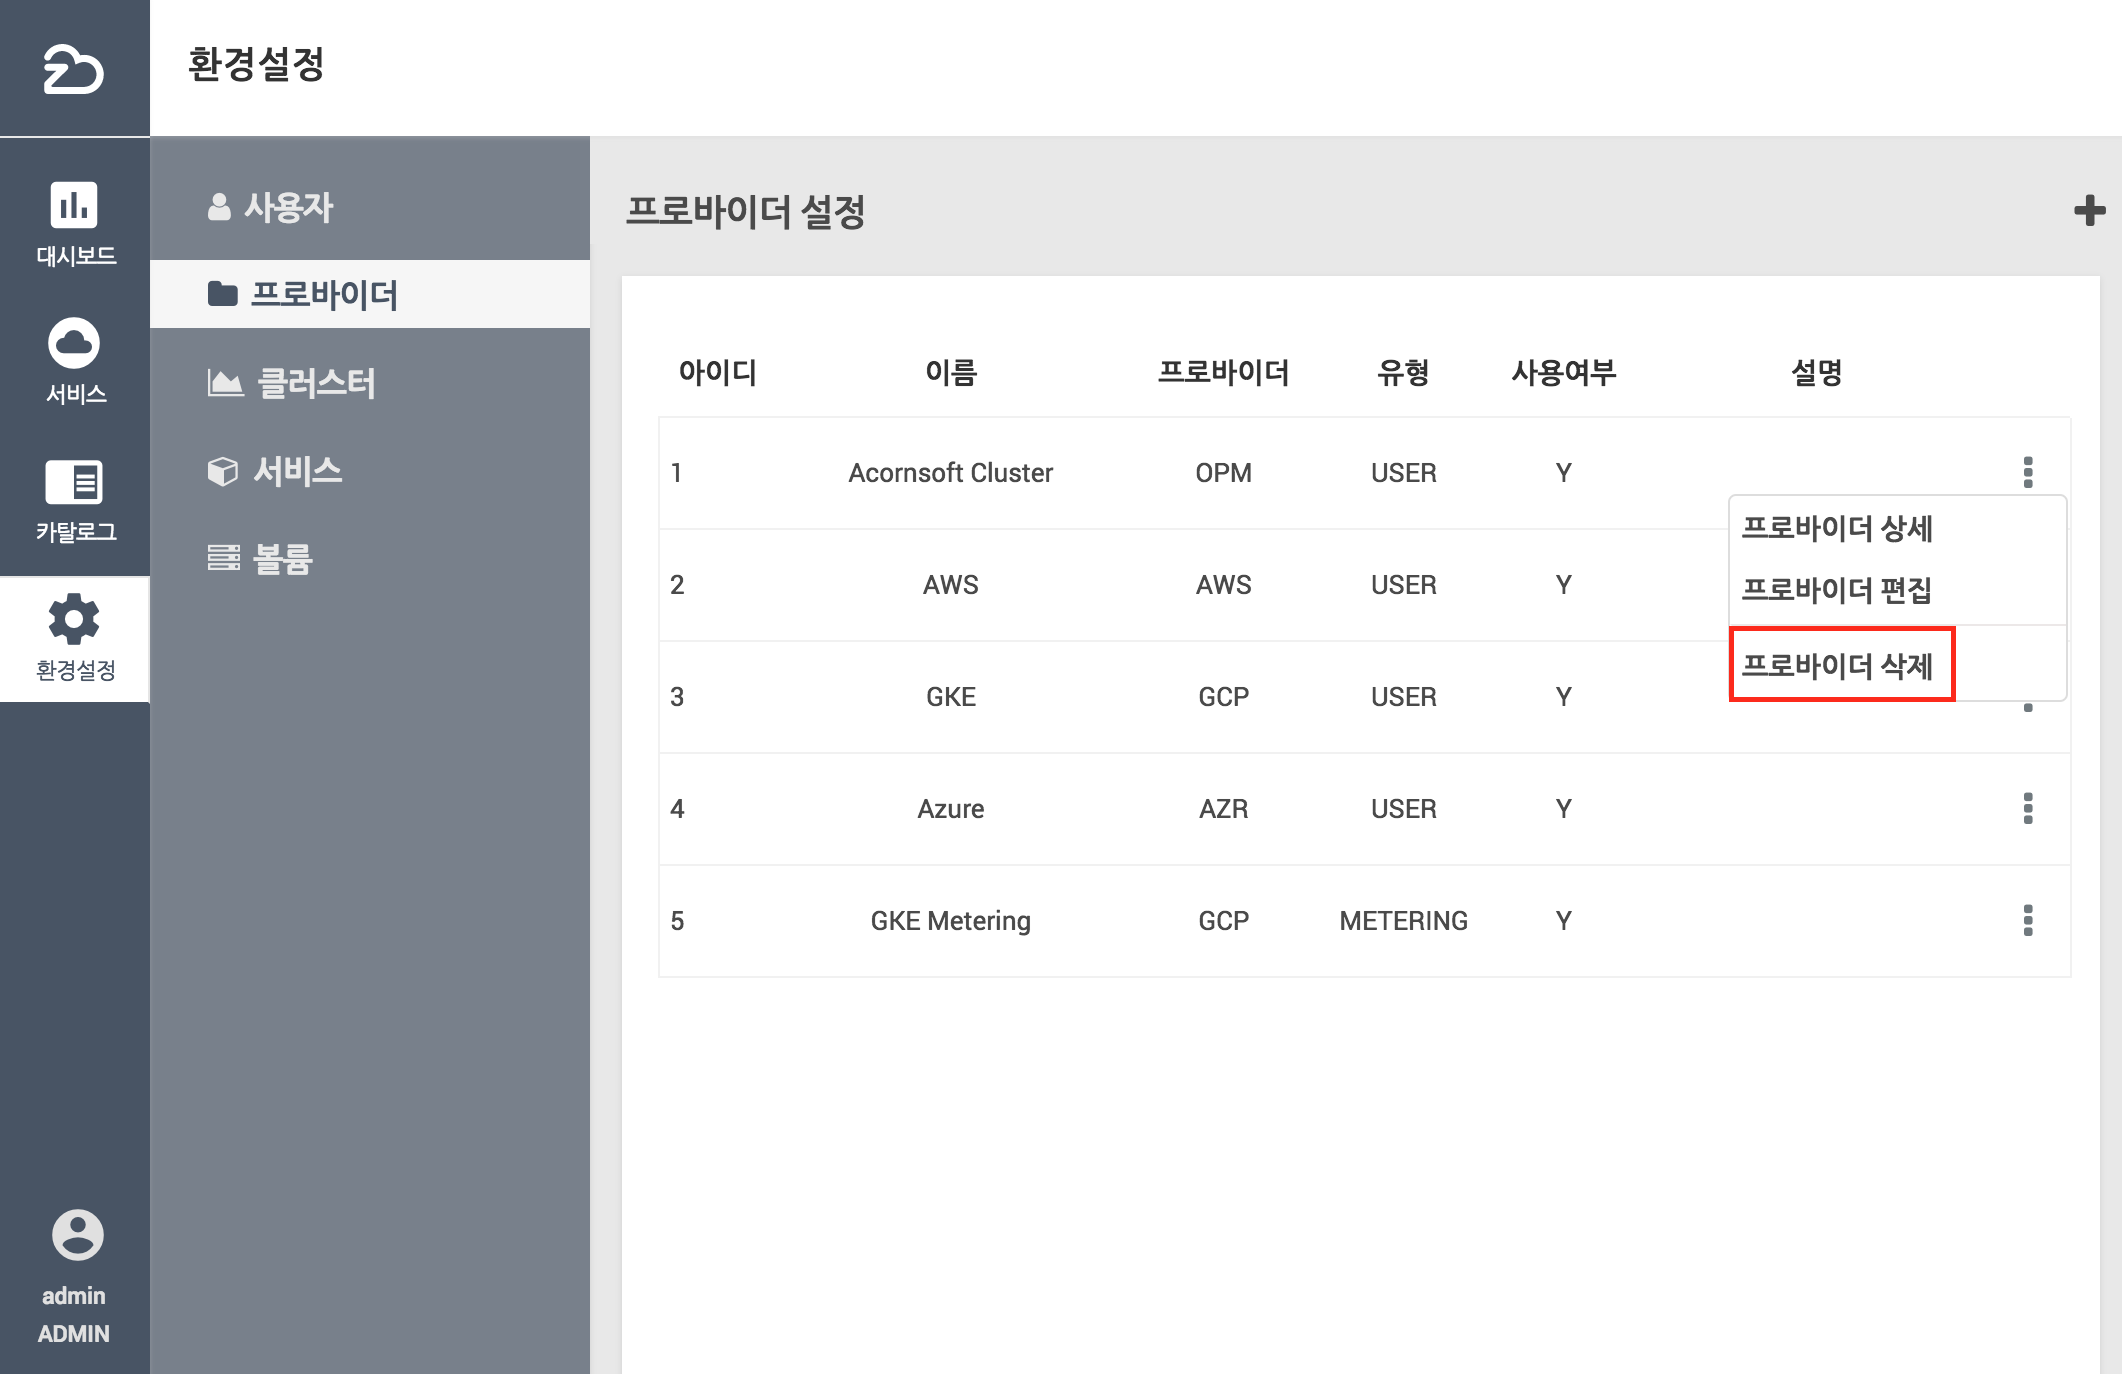 환경설정
대시보드
서비스
카탈로그
환경설정
admin
ADMIN
사용자
프로바이더
클러스터
서비스
볼륨
프로바이더 설정
아이디 이름 프로바이더 유형 사용여부 설명
1 Acornsoft Cluster OPM USER Y
2 AWS AWS USER Y
3 GKE GCP USER Y
4 Azure AZR USER Y
5 GKE Metering GCP METERING Y
프로바이더 상세
프로바이더 편집
프로바이더 삭제